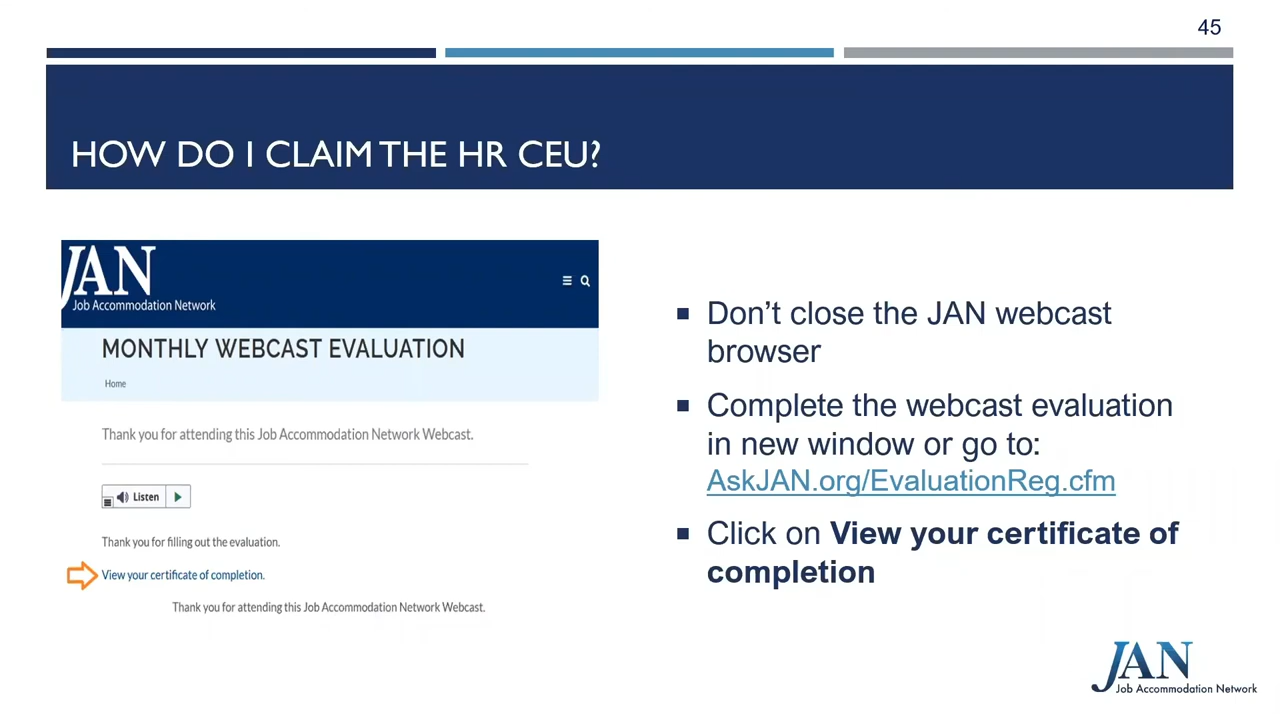 45
HOW DO I CLAIM THE HR CEU?
JAN
Job Accommodation Network
MONTHLY WEBCAST EVALUATION
Home
Thank you for attending this Job Accommodation Network Webcast.
Listen
Thank you for filling out the evaluation.
View your certificate of completion.
Thank you for attending this Job Accommodation Network Webcast.
Don’t close the JAN webcast
browser
Complete the webcast evaluation
in new window or go to:
AskJAN.org/EvaluationReg.cfm
Click on View your certificate of
completion
JAN
Job Accommodation Network